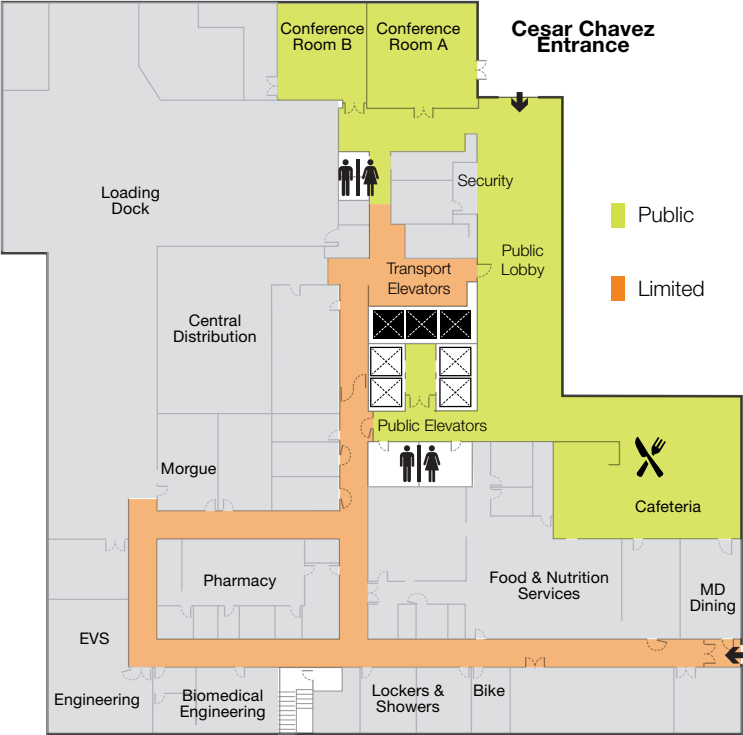 Conference
Room B
Conference
Room A
Cesar Chavez
Entrance
Loading
Dock
Security
Public
Lobby
Public
Limited
Transport
Elevators
Central
Distribution
Public Elevators
Morgue
Cafeteria
Pharmacy
Food & Nutrition
Services
MD
Dining
EVS
Engineering
Biomedical
Engineering
Lockers &
Showers
Bike